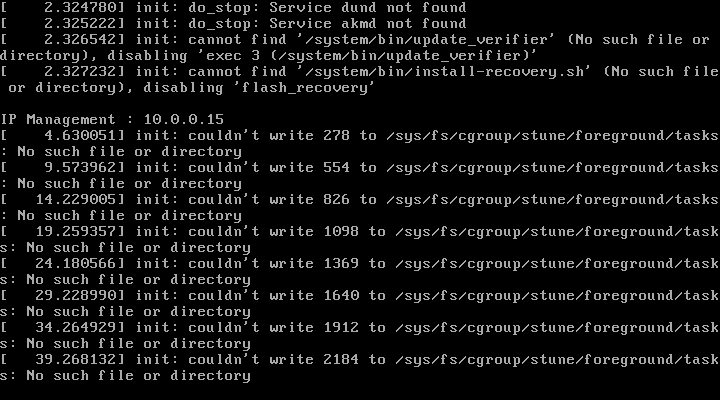 [    2.324780] init: do_stop: Service dund not found
[    2.325222] init: do_stop: Service akmd not found
[    2.326542] init: cannot find '/system/bin/update_verifier' (No such file or
directory), disabling 'exec 3 (/system/bin/update_verifier)'
[    2.327232] init: cannot find '/system/bin/install-recovery.sh' (No such file
 or directory), disabling 'flash_recovery'
IP Management : 10.0.0.15
[    4.630051] init: couldn't write 278 to /sys/fs/cgroup/stune/foreground/tasks
: No such file or directory
[    9.573962] init: couldn't write 554 to /sys/fs/cgroup/stune/foreground/tasks
: No such file or directory
[   14.229005] init: couldn't write 826 to /sys/fs/cgroup/stune/foreground/tasks
: No such file or directory
[   19.259357] init: couldn't write 1098 to /sys/fs/cgroup/stune/foreground/task
s: No such file or directory
[   24.180566] init: couldn't write 1369 to /sys/fs/cgroup/stune/foreground/task
s: No such file or directory
[   29.228990] init: couldn't write 1640 to /sys/fs/cgroup/stune/foreground/task
s: No such file or directory
[   34.264929] init: couldn't write 1912 to /sys/fs/cgroup/stune/foreground/task
s: No such file or directory
[   39.268132] init: couldn't write 2184 to /sys/fs/cgroup/stune/foreground/task
s: No such file or directory